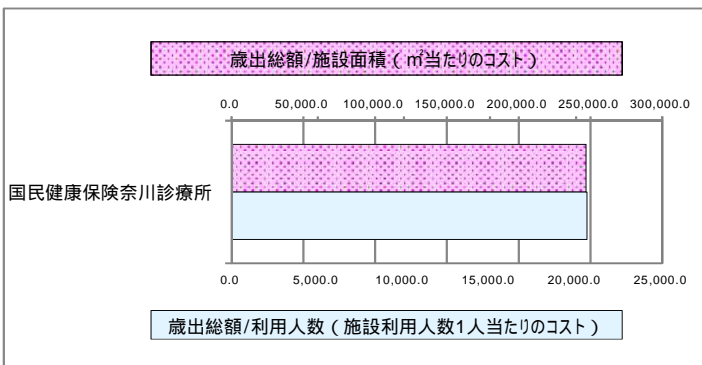 歳出総額/施設面積（㎡当たりのコスト）
0.0 50,000.0 100,000.0 150,000.0 200,000.0 250,000.0 300,000.0
国民健康保険奈川診療所
0.0 5,000.0 10,000.0 15,000.0 20,000.0 25,000.0
歳出総額/利用人数（施設利用人数1人当たりのコスト）